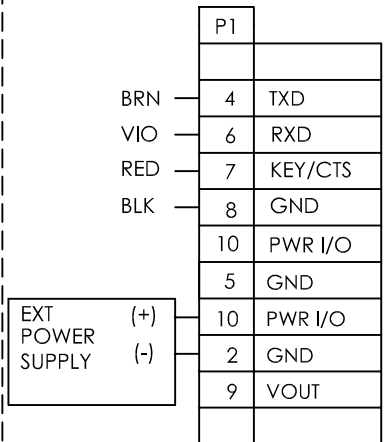 P1
BRN 4 TXD
VIO 6 RXD
RED 7 KEY/CTS
BLK 8 GND
10 PWR I/O
5 GND
EXT (+) 10 PWR I/O
POWER
SUPPLY (-) 2 GND
9 VOUT